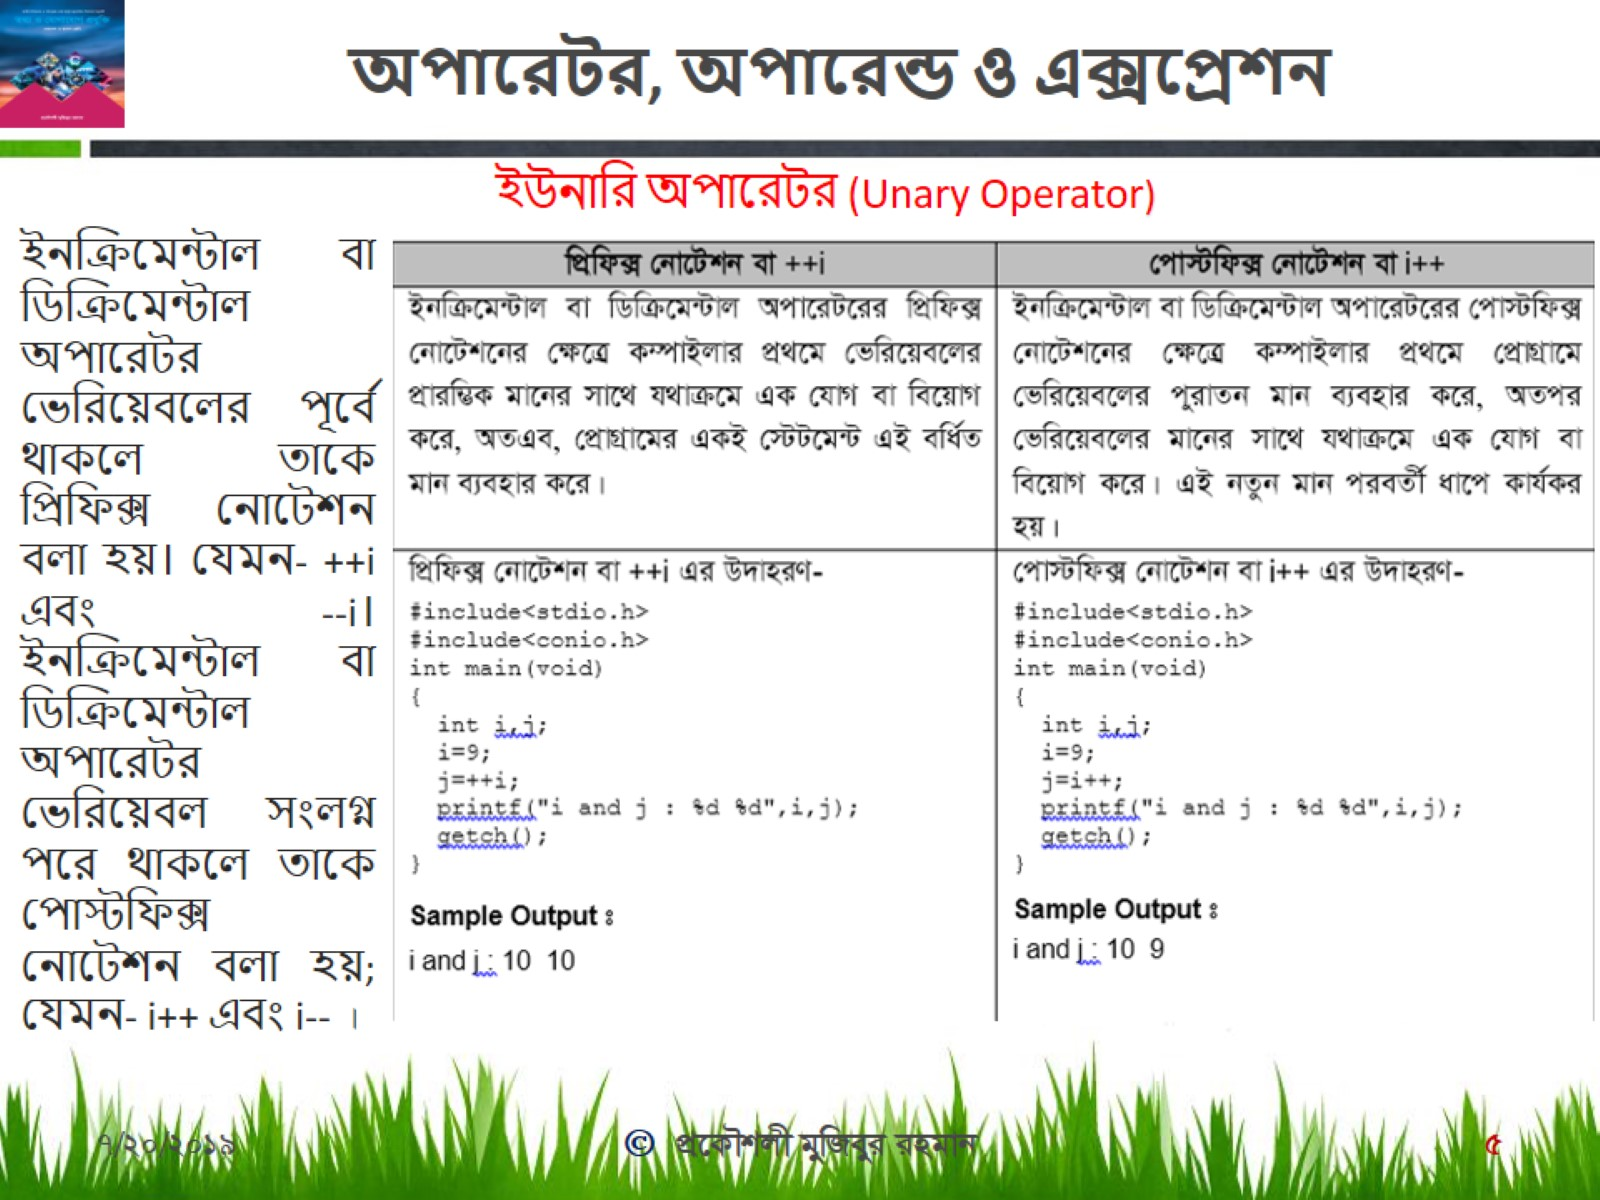 অপারেটর, অপারেন্ড ও এক্সপ্রেশন
ইউনারি অপারেটর (Unary Operator)
ইনক্রিমেন্টাল বা
ডিক্রিমেন্টাল
অপারেটর
ভেরিয়েবলের পূর্বে
থাকলে তাকে
প্রিফিক্স নোটেশন
বলা হয়। যেমন- ++i
এবং --i।
ইনক্রিমেন্টাল বা
ডিক্রিমেন্টাল
অপারেটর
ভেরিয়েবল সংলগ্ন
পরে থাকলে তাকে
পোস্টফিক্স
নোটেশন বলা হয়;
যেমন- i++ এবং i-- ।
প্রিফিক্স নোটেশন বা ++i
ইনক্রিমেন্টাল বা ডিক্রিমেন্টাল অপারেটরের প্রিফিক্স
নোটেশনের ক্ষেত্রে কম্পাইলার প্রথমে ভেরিয়েবলের
প্রারম্ভিক মানের সাথে যথাক্রমে এক যোগ বা বিয়োগ
করে, অতএব, প্রোগ্রামের একই স্টেটমেন্ট এই বর্ধিত
মান ব্যবহার করে।
প্রিফিক্স নোটেশন বা ++i এর উদাহরণ-
#include<stdio.h>
#include<conio.h>
int main(void)
{
int i,j;
i=9;
j=++i;
printf("i and j : %d %d",i,j);
getch();
}
Sample Output ঃ
i and j : 10 10
পোস্টফিক্স নোটেশন বা i++
ইনক্রিমেন্টাল বা ডিক্রিমেন্টাল অপারেটরের পোস্টফিক্স
নোটেশনের ক্ষেত্রে কম্পাইলার প্রথমে প্রোগ্রামে
ভেরিয়েবলের পুরাতন মান ব্যবহার করে, অতপর
ভেরিয়েবলের মানের সাথে যথাক্রমে এক যোগ বা
বিয়োগ করে। এই নতুন মান পরবর্তী ধাপে কার্যকর
হয়।
পোস্টফিক্স নোটেশন বা i++ এর উদাহরণ-
#include<stdio.h>
#include<conio.h>
int main(void)
{
int i,j;
i=9;
j=i++;
printf("i and j : %d %d",i,j);
getch();
}
Sample Output ঃ
i and j : 10 9
৭/২০/২০১৯
© প্রকৌশলী মুজিবুর রহমান
৫